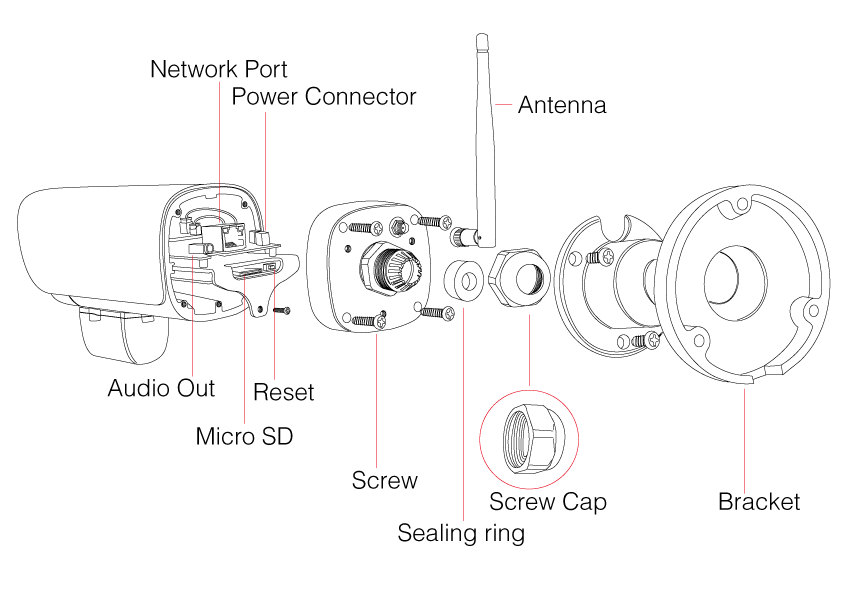 Network Port
Power Connector
Antenna
Audio Out
Reset
Micro SD
Screw
Screw Cap
Bracket
Sealing ring